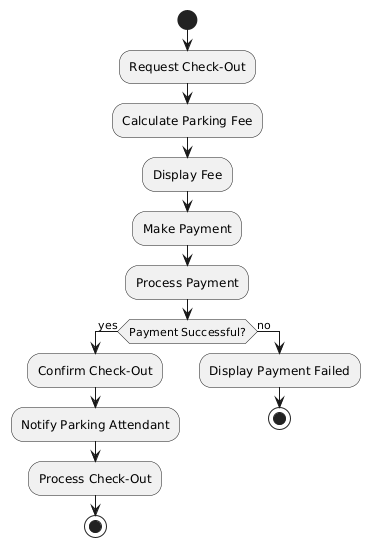 Request Check-Out
Calculate Parking Fee
Display Fee
Make Payment
Process Payment
yes
Payment Successful?
no
Confirm Check-Out
Display Payment Failed
Notify Parking Attendant
Process Check-Out